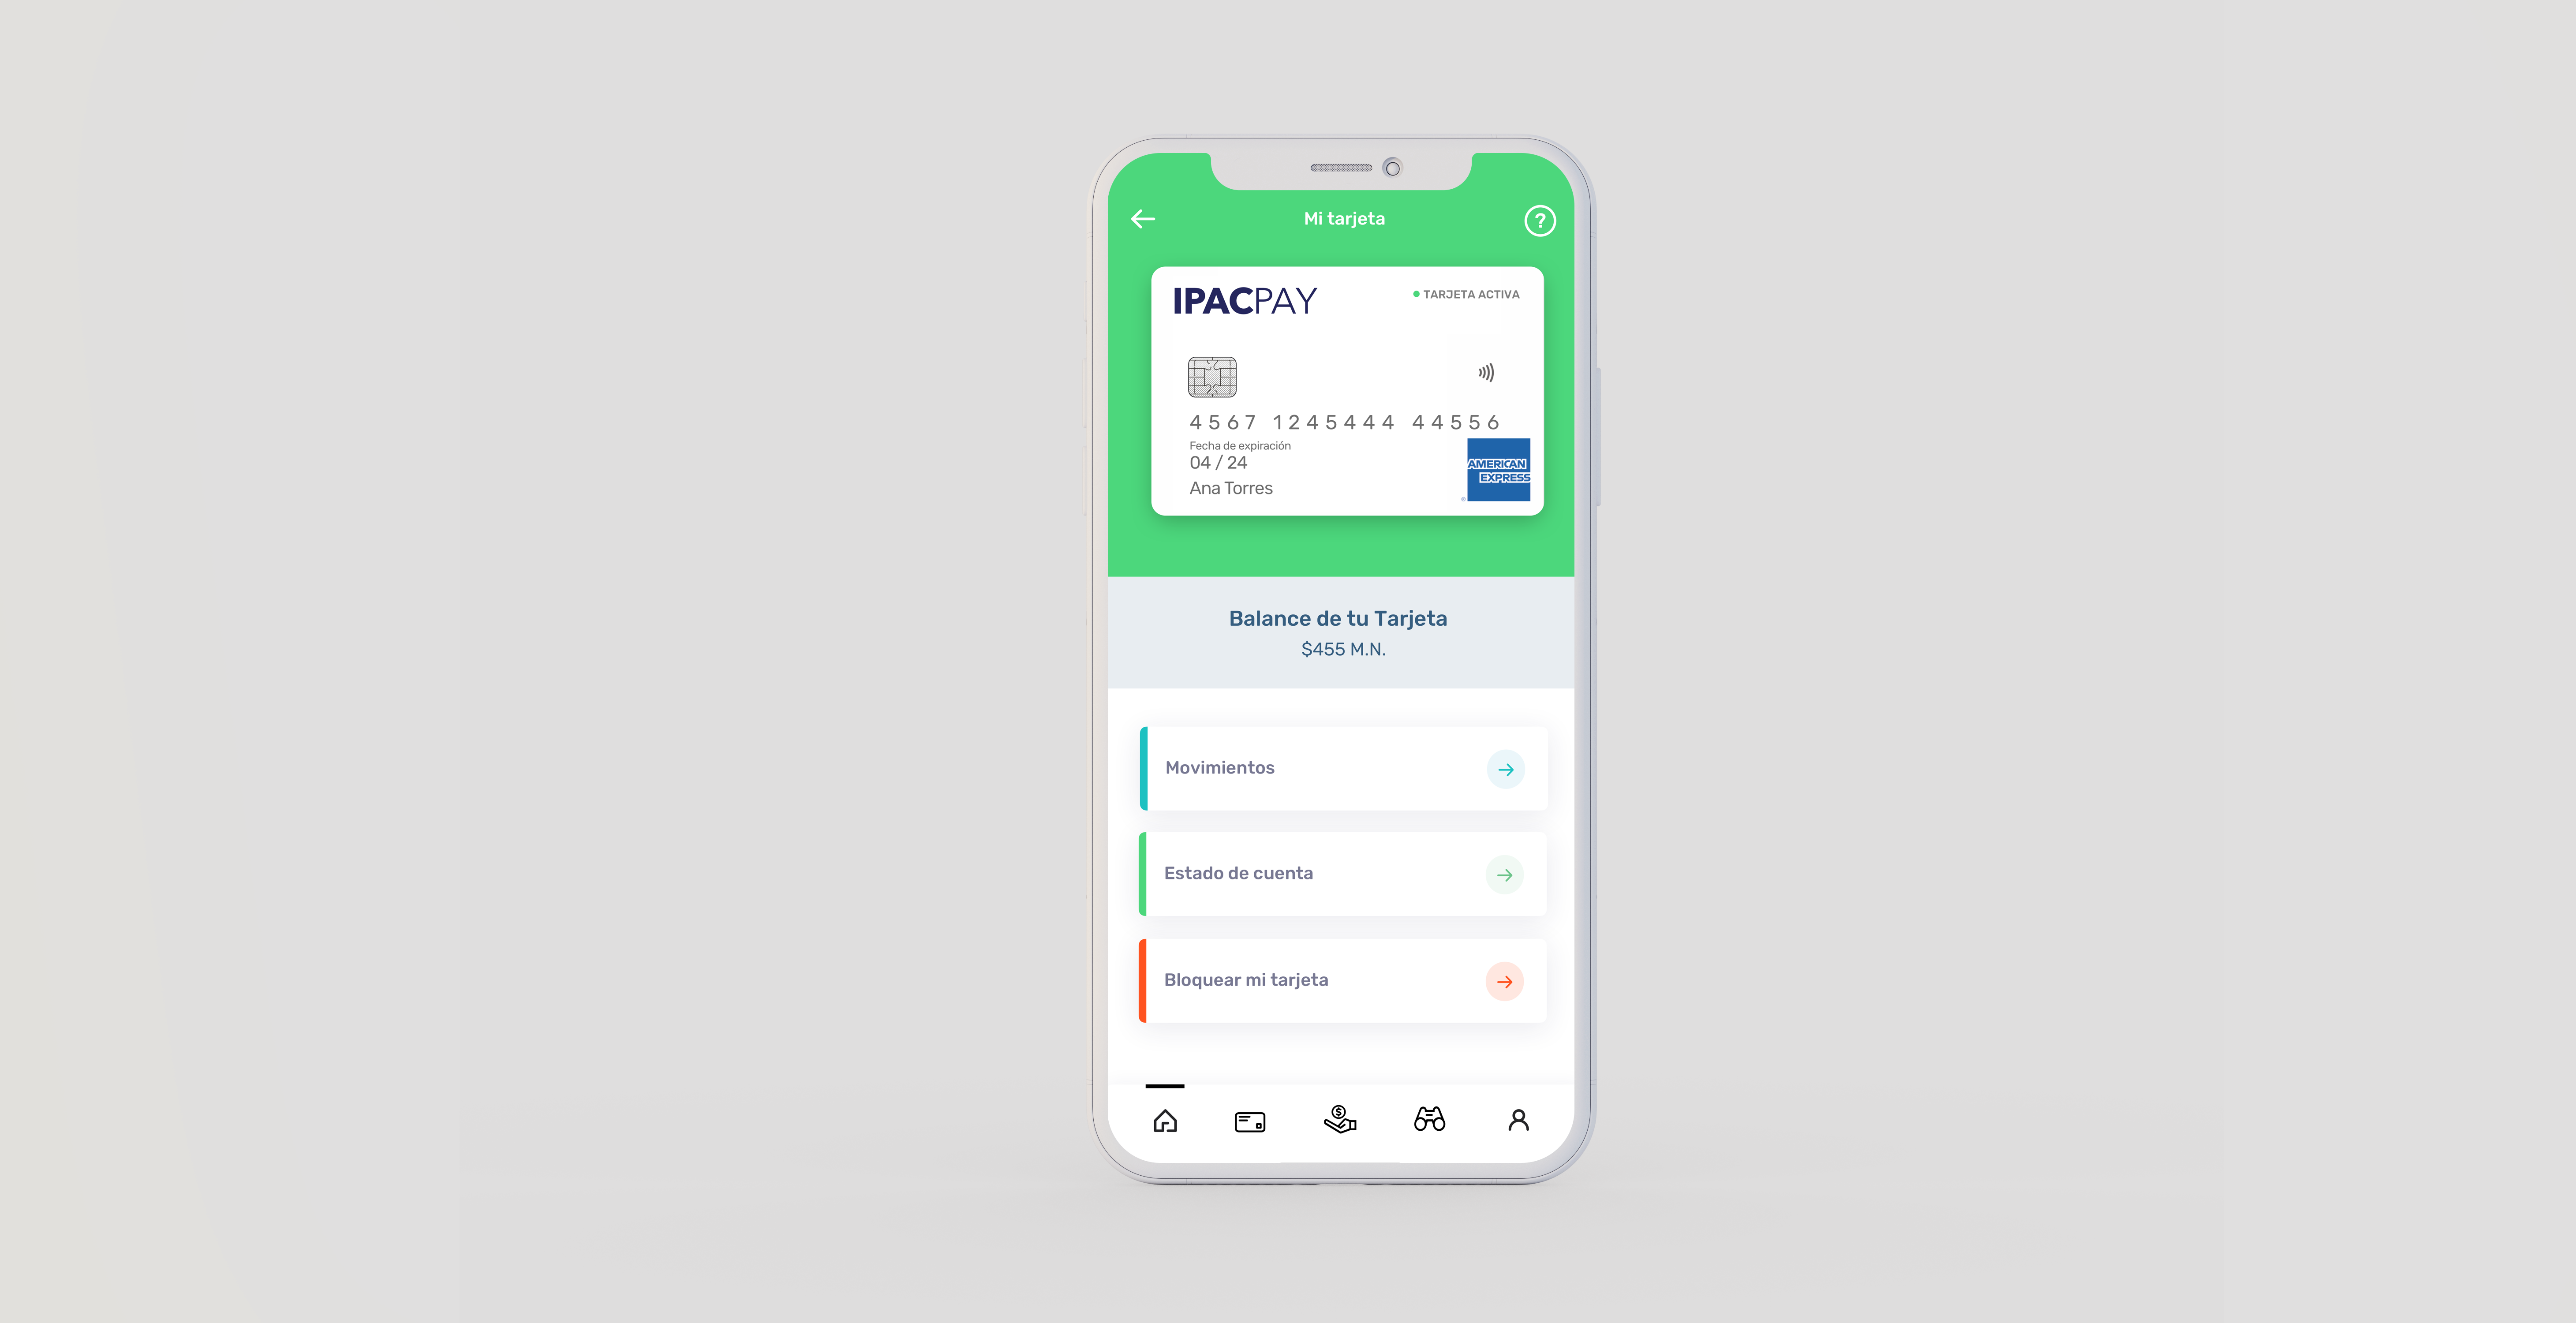 Mi tarjeta
?
IPACPAY
TARJETA ACTIVA
4567 1245444 44556
Fecha de expiración
04 / 24
Ana Torres
AMERICAN
EXPRESS
®
Balance de tu Tarjeta
$455 M.N.
Movimientos
Estado de cuenta
Bloquear mi tarjeta
$